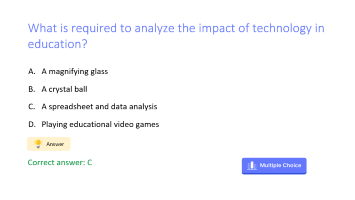 What is required to analyze the impact of technology in
education?
A. A magnifying glass
B. A crystal ball
C. A spreadsheet and data analysis
D. Playing educational video games
Answer
Correct answer: C
Multiple Choice